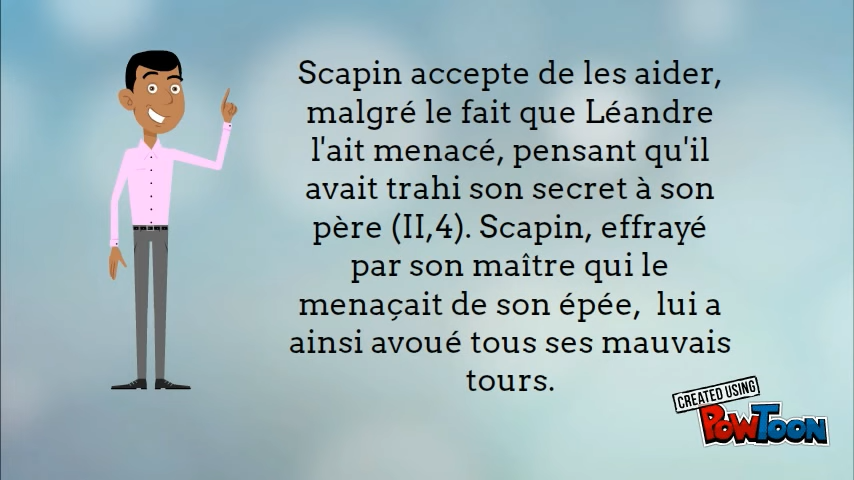 Scapin accepte de les aider,
malgré le fait que Léandre
l'ait menacé, pensant qu'il
avait trahi son secret à son
père (II,4). Scapin, effrayé
par son maître qui le
menaçait de son épée,  lui a
ainsi avoué tous ses mauvais
tours.
CREATED USING
POWTOON